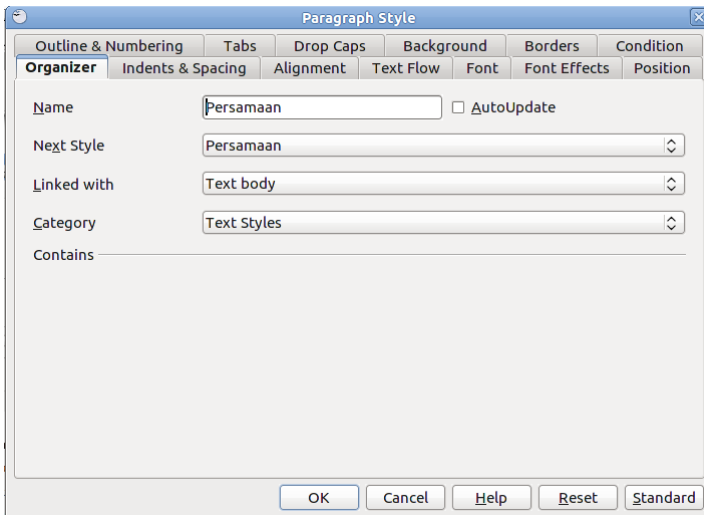 Paragraph Style
Outline & Numbering Tabs Drop Caps Background Borders Condition
Organizer Indents & Spacing Alignment Text Flow Font Font Effects Position
Name Persamaan AutoUpdate
Next Style Persamaan
Linked with Text body
Category Text Styles
Contains
OK Cancel Help Reset Standard